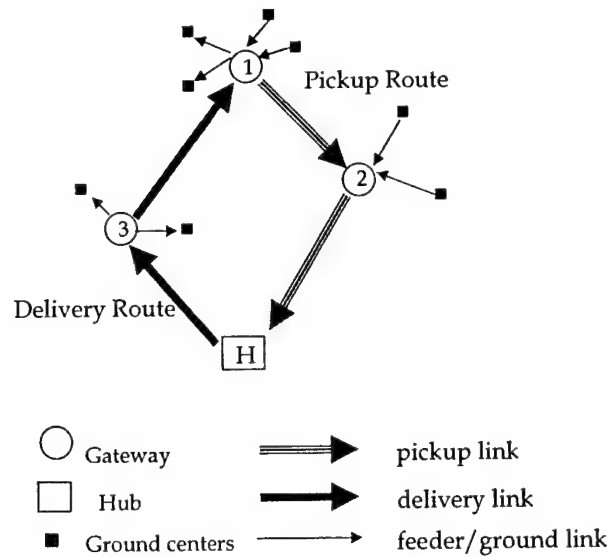 1
Pickup Route
2
3
Delivery Route
H
Gateway
pickup link
Hub
delivery link
Ground centers
feeder/ground link